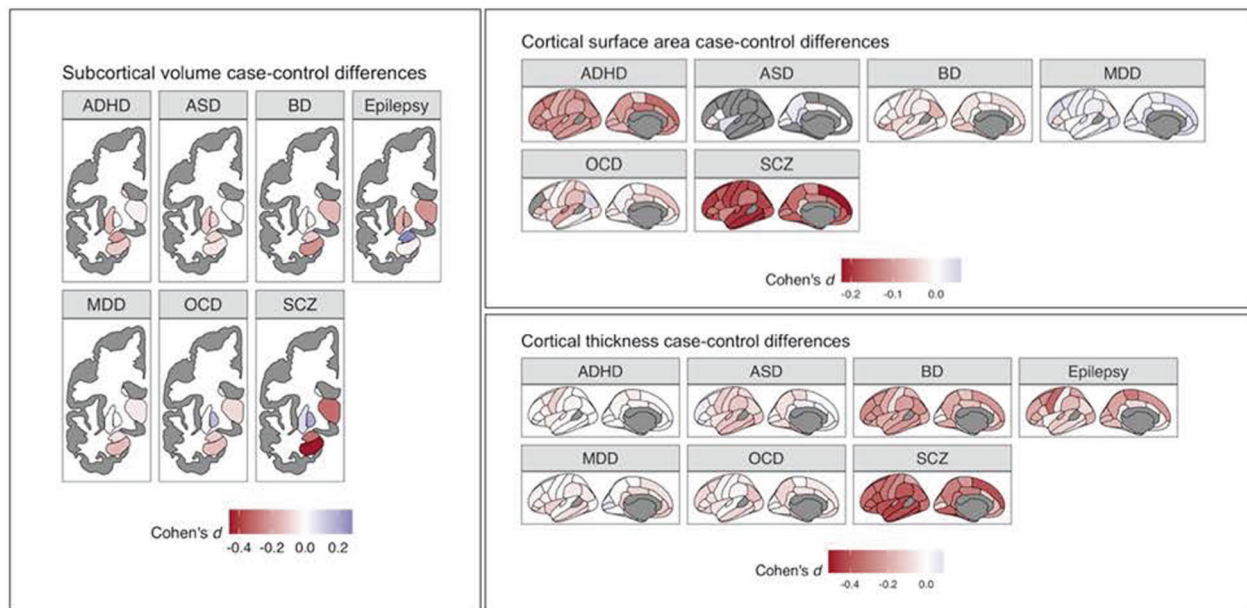 Subcortical volume case-control differences
ADHD ASD BD Epilepsy
MDD OCD SCZ
Cohen's d
-0.4 -0.2 0.0 0.2
Cortical surface area case-control differences
ADHD ASD BD MDD
OCD SCZ
Cohen's d
-0.2 -0.1 0.0
Cortical thickness case-control differences
ADHD ASD BD Epilepsy
MDD OCD SCZ
Cohen's d
-0.4 -0.2 0.0